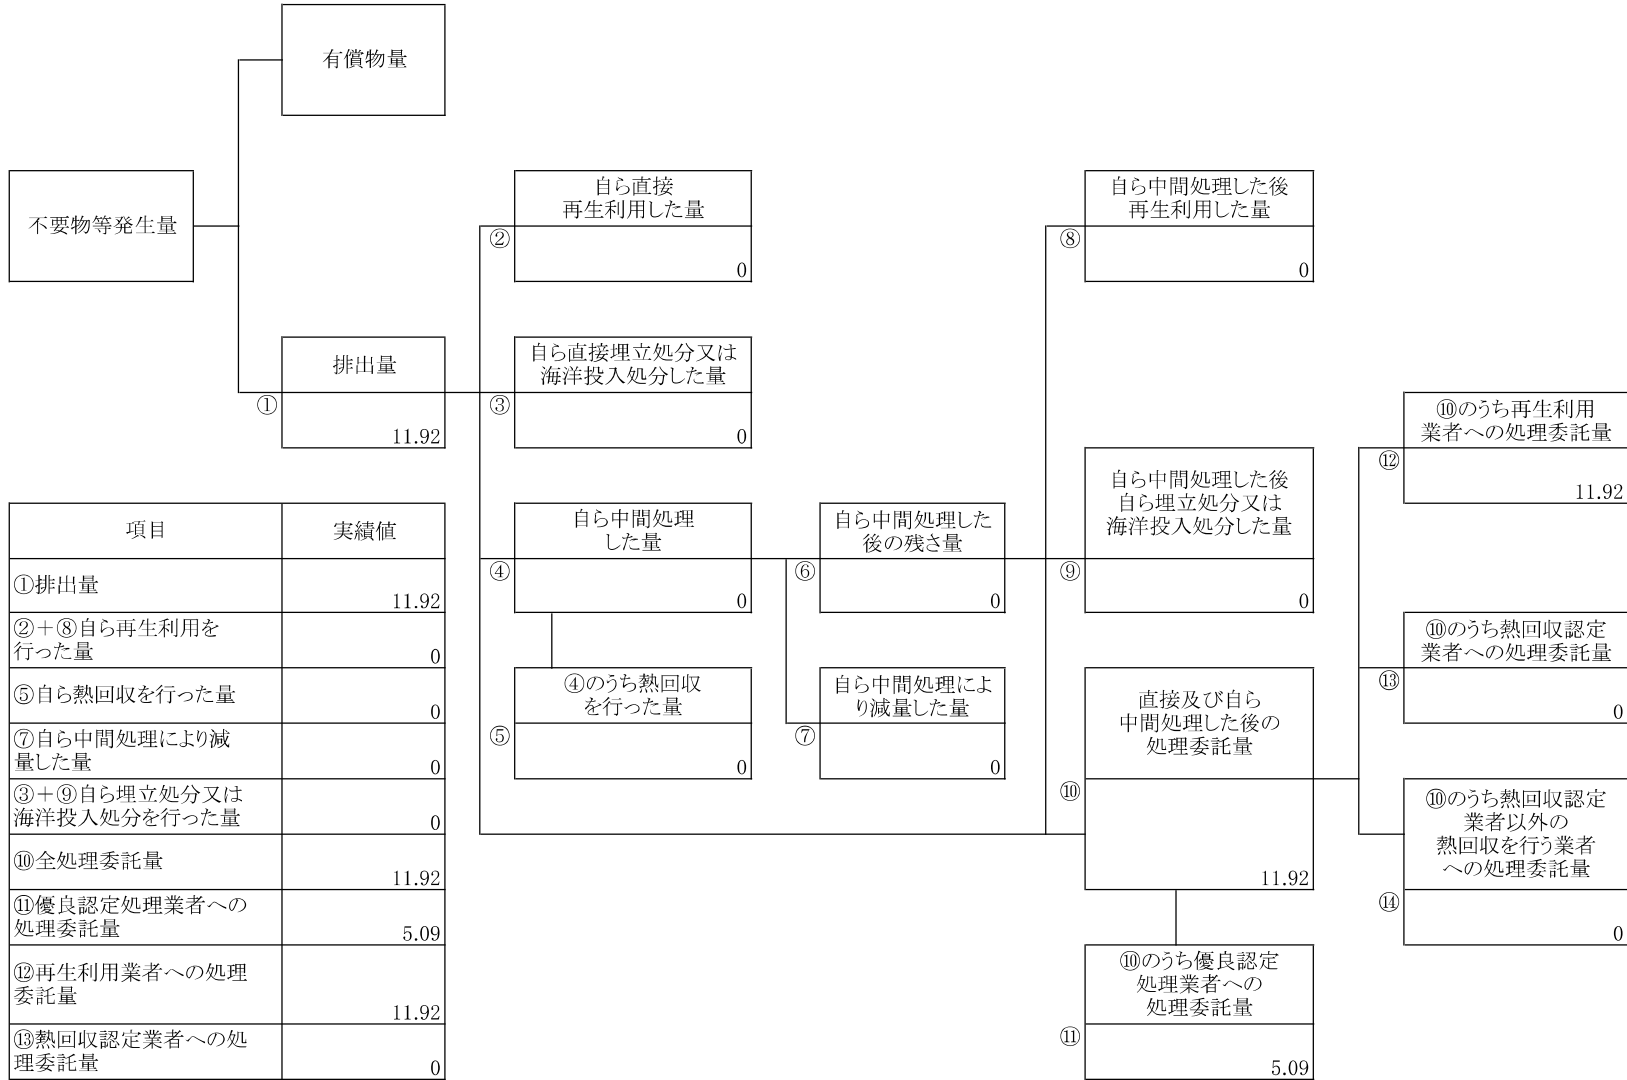 有償物量
不要物等発生量
自ら直接
再生利用した量
②
0
自ら中間処理した後
再生利用した量
⑧
0
排出量
①
11.92
自ら直接埋立処分又は
海洋投入処分した量
③
0
⑩のうち再生利用
業者への処理委託量
⑫
11.92
自ら中間処理
した量
④
0
自ら中間処理した
後の残さ量
⑥
0
自ら中間処理した後
自ら埋立処分又は
海洋投入処分した量
⑨
0
⑩のうち熱回収認定
業者への処理委託量
⑬
0
④のうち熱回収
を行った量
⑤
0
自ら中間処理によ
り減量した量
⑦
0
直接及び自ら
中間処理した後の
処理委託量
⑩
11.92
⑩のうち熱回収認定
業者以外の
熱回収を行う業者
への処理委託量
⑭
0
⑩のうち優良認定
処理業者への
処理委託量
⑪
5.09
項目 実績値
①排出量
11.92
②＋⑧自ら再生利用を
行った量 0
⑤自ら熱回収を行った量
0
⑦自ら中間処理により減
量した量 0
③＋⑨自ら埋立処分又は
海洋投入処分を行った量 0
⑩全処理委託量
11.92
⑪優良認定処理業者への
処理委託量 5.09
⑫再生利用業者への処理
委託量
11.92
⑬熱回収認定業者への処
理委託量 0